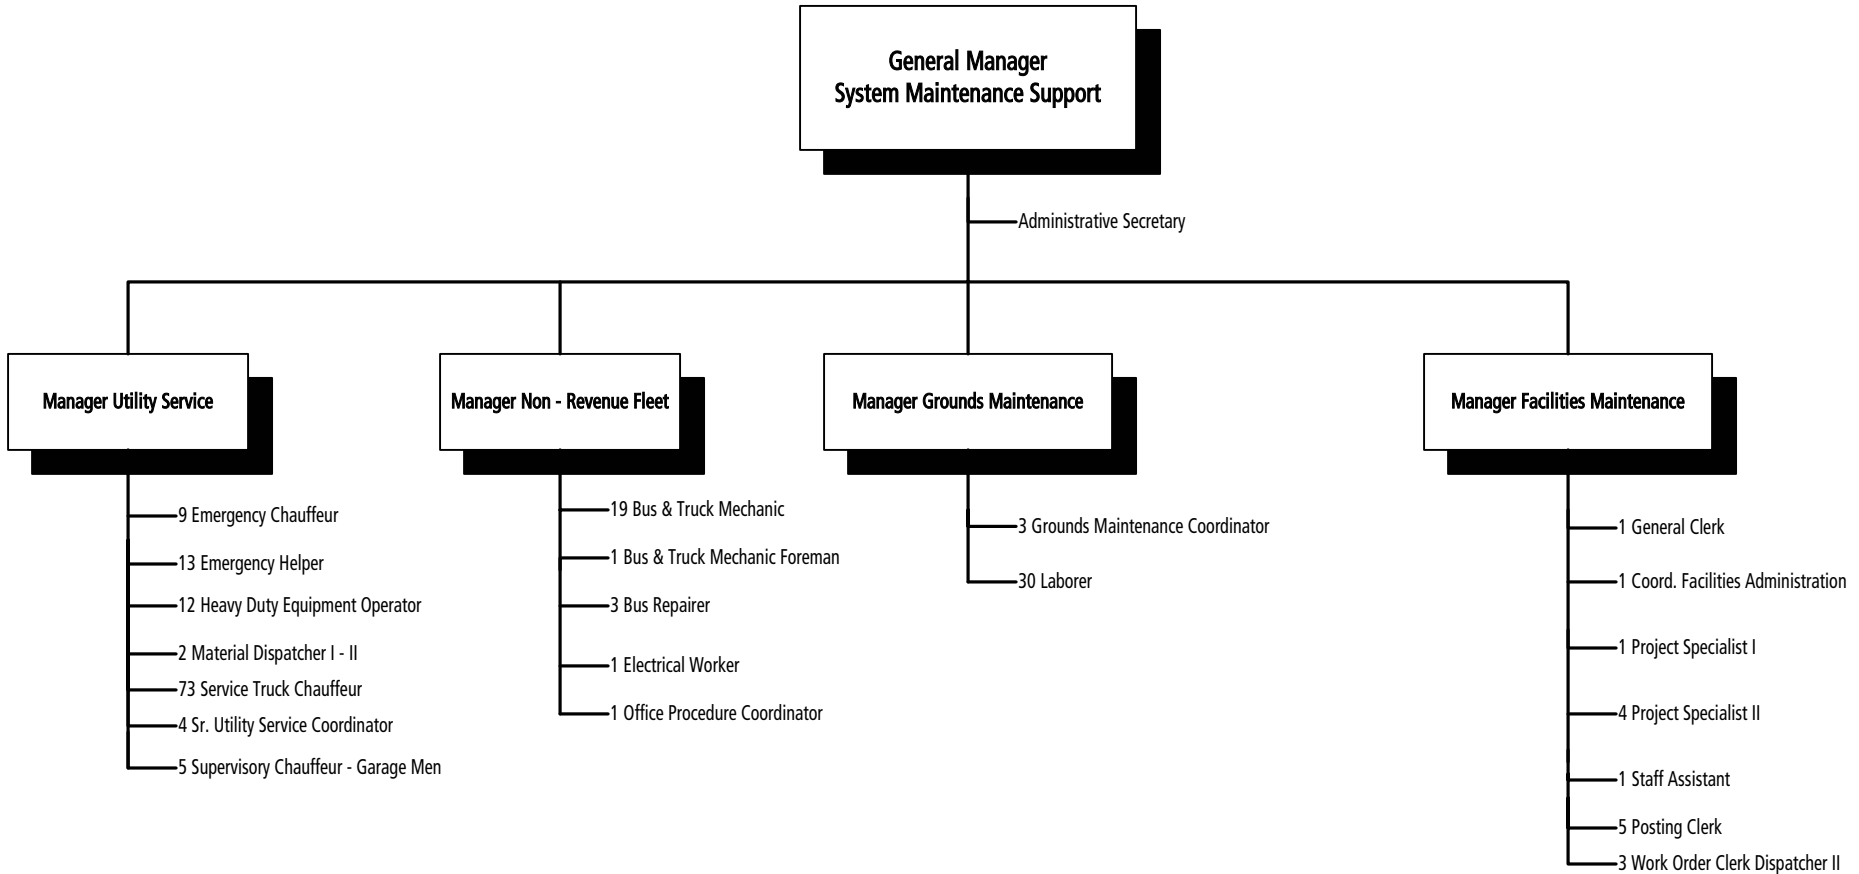 General Manager
System Maintenance Support
Administrative Secretary
Manager Utility Service
9 Emergency Chauffeur
13 Emergency Helper
12 Heavy Duty Equipment Operator
2 Material Dispatcher I - II
73 Service Truck Chauffeur
4 Sr. Utility Service Coordinator
5 Supervisory Chauffeur - Garage Men
Manager Non - Revenue Fleet
19 Bus & Truck Mechanic
1 Bus & Truck Mechanic Foreman
3 Bus Repairer
1 Electrical Worker
1 Office Procedure Coordinator
Manager Grounds Maintenance
3 Grounds Maintenance Coordinator
30 Laborer
Manager Facilities Maintenance
1 General Clerk
1 Coord. Facilities Administration
1 Project Specialist I
4 Project Specialist II
1 Staff Assistant
5 Posting Clerk
3 Work Order Clerk Dispatcher II